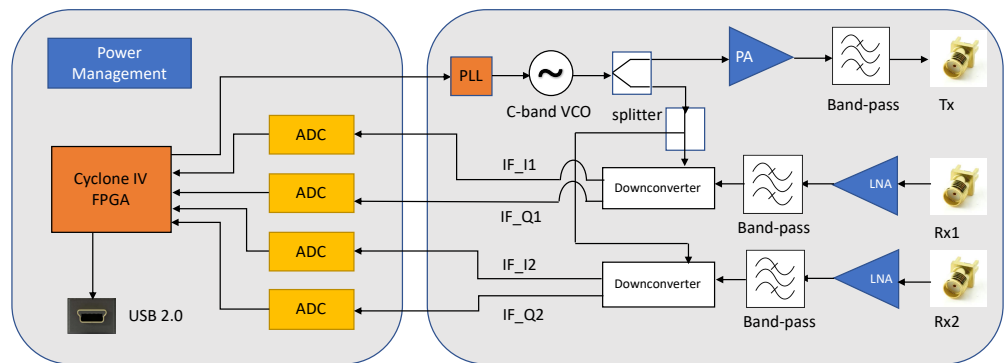 Power
Management
PLL
C-band VCO
splitter
PA
Band-pass
Tx
ADC
IF_I1
Downconverter
Band-pass
LNA
Rx1
Cyclone IV
FPGA
ADC
IF_Q1
ADC
IF_I2
Downconverter
Band-pass
LNA
Rx2
USB 2.0
ADC
IF_Q2